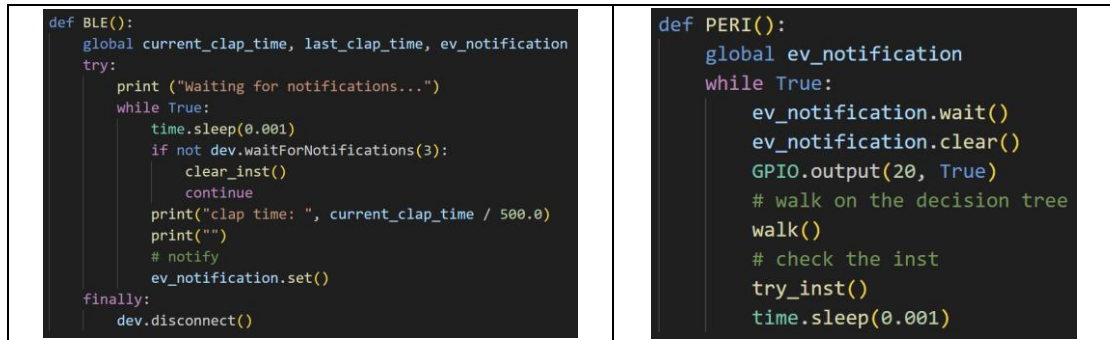 def BLE():
    global current_clap_time, last_clap_time, ev_notification
    try:
        print ("Waiting for notifications...")
        while True:
            time.sleep(0.001)
            if not dev.waitForNotifications(3):
                clear_inst()
                continue
            print("clap time: ", current_clap_time / 500.0)
            print("")
            # notify
            ev_notification.set()
    finally:
        dev.disconnect()
def PERI():
    global ev_notification
    while True:
        ev_notification.wait()
        ev_notification.clear()
        GPIO.output(20, True)
        # walk on the decision tree
        walk()
        # check the inst
        try_inst()
        time.sleep(0.001)